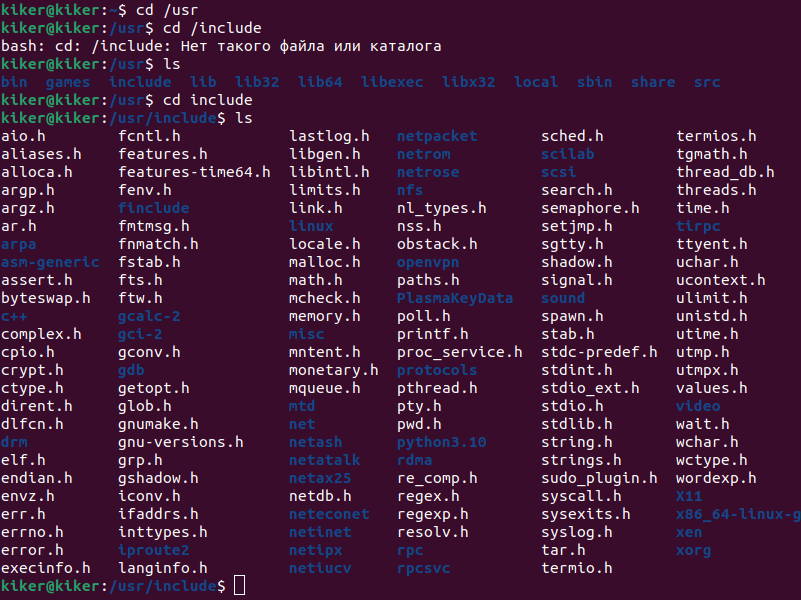 kiker@kiker:~$ cd /usr
kiker@kiker:/usr$ cd /include
bash: cd: /include: Нет такого файла или каталога
kiker@kiker:/usr$ ls
bin  games  include  lib  lib32  lib64  libexec  libx32  local  sbin  share  src
kiker@kiker:/usr$ cd include
kiker@kiker:/usr/include$ ls
aio.h        fcntl.h            lastlog.h    netpacket       sched.h        termios.h
aliases.h    features.h         libgen.h     netrom          scilab         tgmath.h
alloca.h     features-time64.h  libintl.h    netrose         scsi           thread_db.h
argp.h       fenv.h             limits.h     nfs             search.h       threads.h
argz.h       finclude           link.h       nl_types.h      semaphore.h    time.h
ar.h         fmtmsg.h           linux        nss.h           setjmp.h       tirpc
arpa         fnmatch.h          locale.h     obstack.h       sgtty.h        ttyent.h
asm-generic  fstab.h            malloc.h     openvpn         shadow.h       uchar.h
assert.h     fts.h              math.h       paths.h         signal.h       ucontext.h
byteswap.h   ftw.h              mcheck.h     PlasmaKeyData   sound          ulimit.h
c++          gcalc-2            memory.h     poll.h          spawn.h        unistd.h
complex.h    gci-2              misc         printf.h        stab.h         utime.h
cpio.h       gconv.h            mntent.h     proc_service.h  stdc-predef.h  utmp.h
crypt.h      gdb                monetary.h   protocols       stdint.h       utmpx.h
ctype.h      getopt.h           mqueue.h     pthread.h       stdio_ext.h    values.h
dirent.h     glob.h             mtd          pty.h           stdio.h        video
dlfcn.h      gnumake.h          net          pwd.h           stdlib.h       wait.h
drm          gnu-versions.h     netash       python3.10      string.h       wchar.h
elf.h        grp.h              netatalk     rdma            strings.h      wctype.h
endian.h     gshadow.h          netax25      re_comp.h       sudo_plugin.h  wordexp.h
envz.h       iconv.h            netdb.h      regex.h         syscall.h      X11
err.h        ifaddrs.h          neteconet    regexp.h        sysexits.h     x86_64-linux-g
errno.h      inttypes.h         netinet      resolv.h        syslog.h       xen
error.h      iproute2           netipx       rpc             tar.h          xorg
execinfo.h   langinfo.h         netiucv      rpcsvc          termio.h
kiker@kiker:/usr/include$